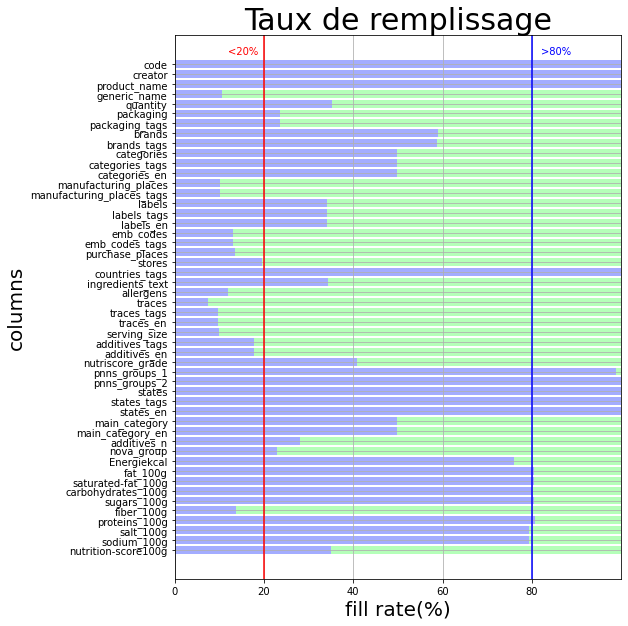 Taux de remplissage
<20%
>80%
code
creator
product_name
generic_name
quantity
packaging
packaging_tags
brands
brands_tags
categories
categories_tags
categories_en
manufacturing_places
manufacturing_places_tags
labels
labels_tags
labels_en
emb_codes
emb_codes_tags
purchase_places
stores
countries_tags
ingredients_text
allergens
traces
traces_tags
traces_en
serving_size
additives_tags
additives_en
nutriscore_grade
pnns_groups_1
pnns_groups_2
states
states_tags
states_en
main_category
main_category_en
additives_n
nova_group
Energiekcal
fat_100g
saturated-fat_100g
carbohydrates_100g
sugars_100g
fiber_100g
proteins_100g
salt_100g
sodium_100g
nutrition-score100g
columns
0 20 40 60 80
fill rate(%)